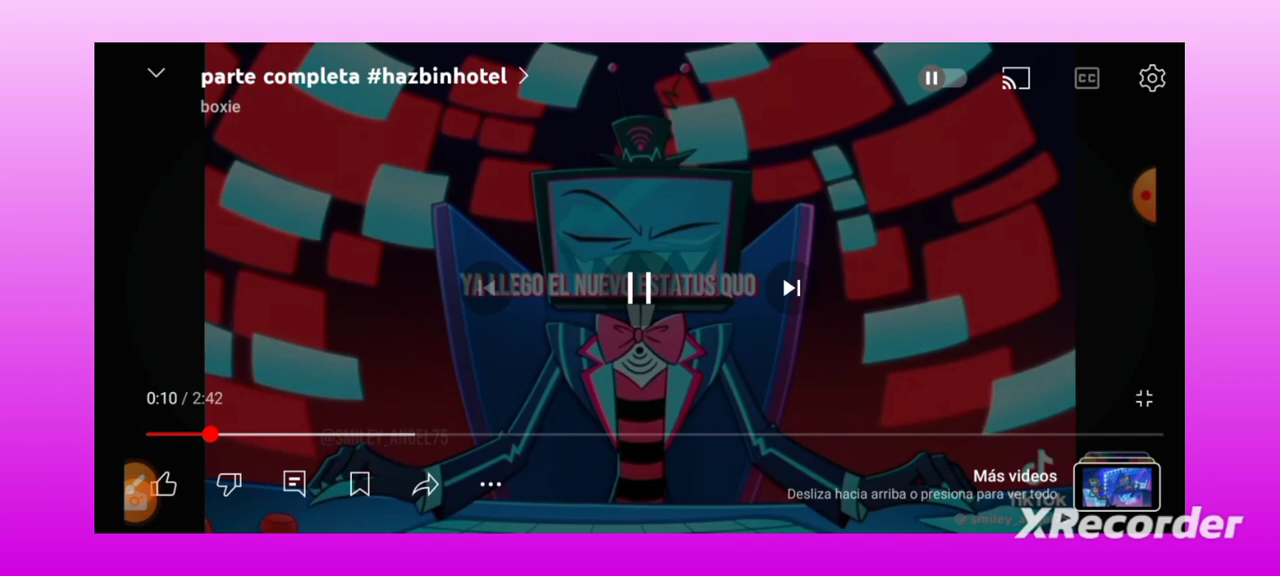 parte completa #hazbinhotel
boxie
CC
YA LLEGO EL NUEVO ESTATUS QUO
0:10 / 2:42
@SMILEY_ANGEL75
Más videos
Desliza hacia arriba o presiona para ver todo
TikTok
XRecorder